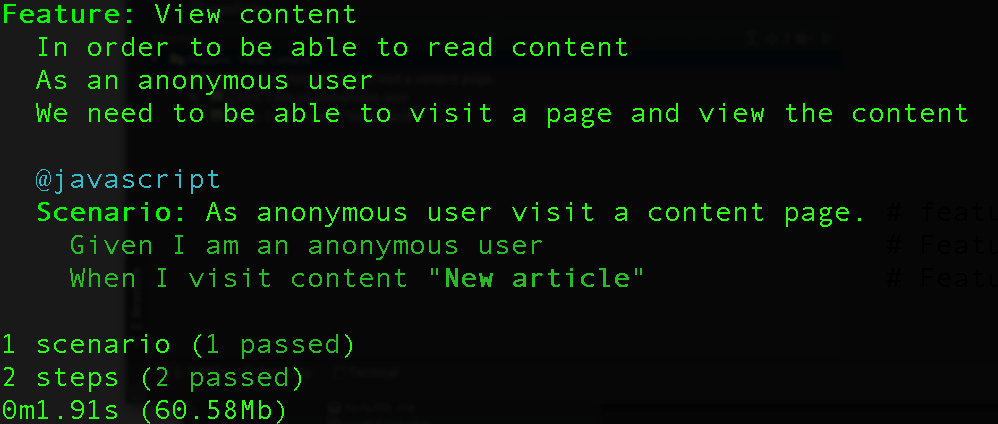 Feature: View content
In order to be able to read content
As an anonymous user
We need to be able to visit a page and view the content
@javascript
Scenario: As anonymous user visit a content page. # featu
Given I am an anonymous user # Featu
When I visit content "New article" # Featu
1 scenario (1 passed)
2 steps (2 passed)
0m1.91s (60.58Mb)